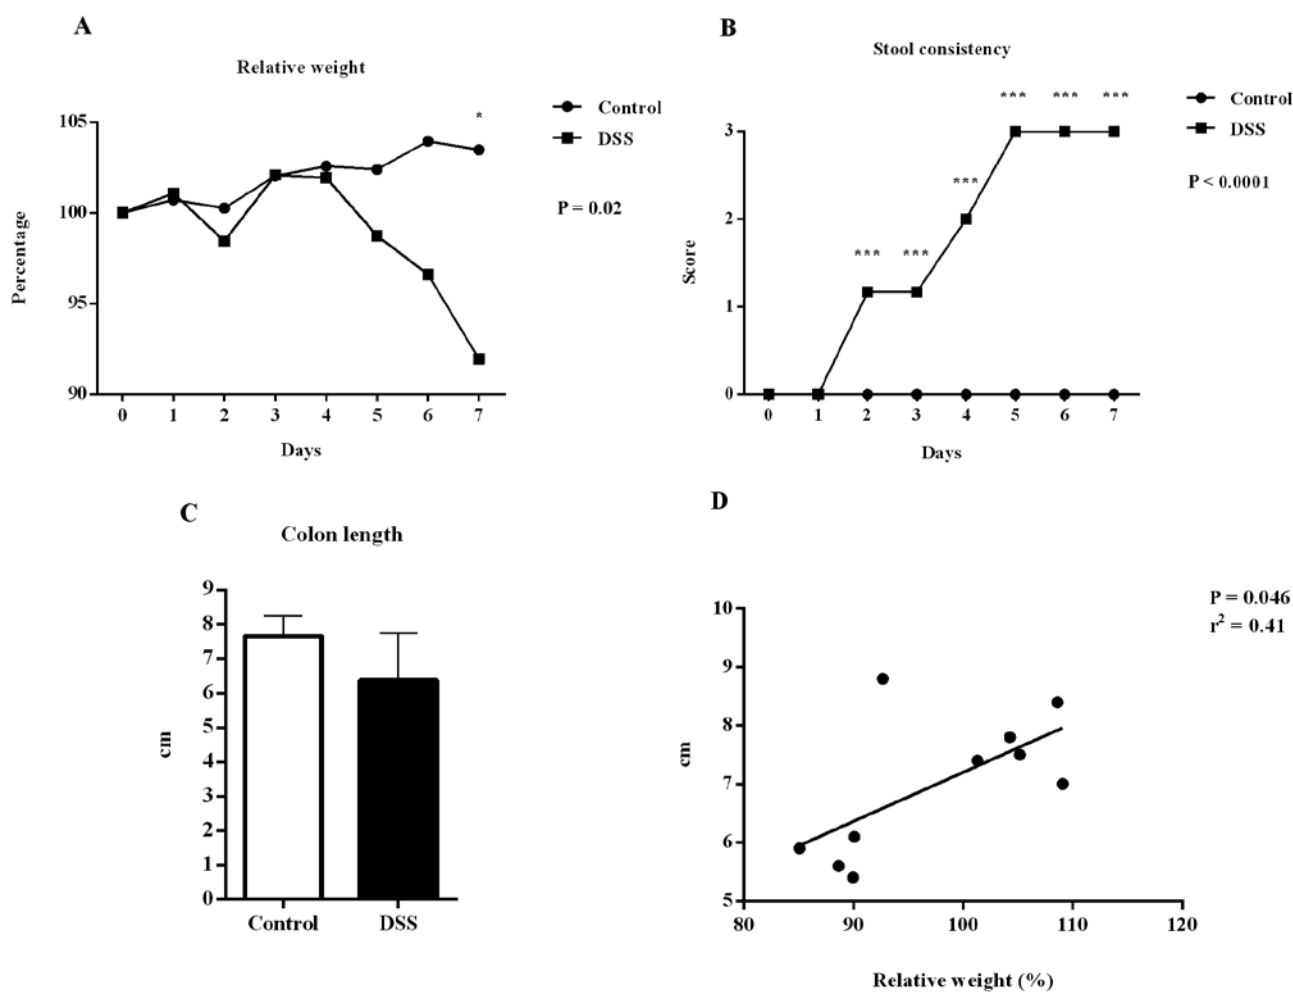 A
Relative weight
Control
DSS
P = 0.02
*
105
100
95
90
Percentage
0 1 2 3 4 5 6 7
Days
B
Stool consistency
Control
DSS
P < 0.0001
*** *** ***
***
*** ***
3
2
1
0
Score
0 1 2 3 4 5 6 7
Days
C
Colon length
9
8
7
6
5
4
3
2
1
0
cm
Control DSS
D
P = 0.046
r² = 0.41
10
9
8
7
6
5
cm
80 90 100 110 120
Relative weight (%)